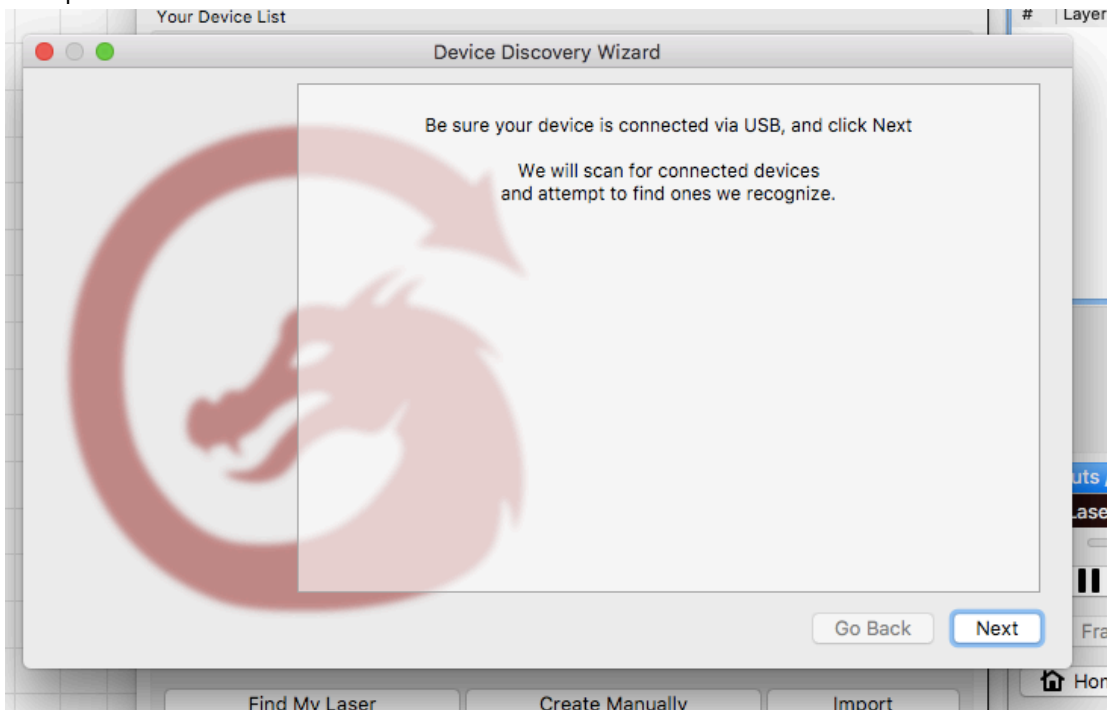 Your Device List
# Layer
Device Discovery Wizard
Be sure your device is connected via USB, and click Next
We will scan for connected devices
and attempt to find ones we recognize.
Go Back
Next
Find My Laser
Create Manually
Import